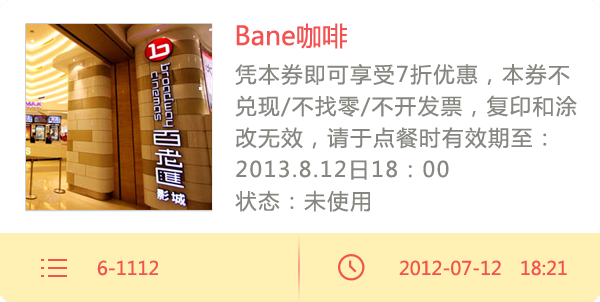 Bane咖啡
凭本券即可享受7折优惠，本券不
兑现/不找零/不开发票，复印和涂
改无效，请于点餐时有效期至：
2013.8.12日18：00
状态：未使用
broadway
cinemas
百老匯
影城
6-1112
2012-07-12 18:21